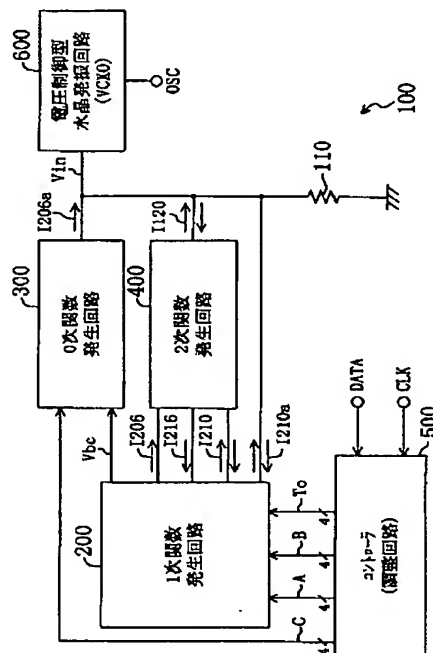 600
電圧制御型
水晶発振回路
(VCXO)
OSC
Vin
I206a
I120
110
100
300
0次関数
発生回路
400
2次関数
発生回路
Vbc
I206
I216
I210
I210a
200
1次関数
発生回路
C
A
B
To
4
4
4
4
DATA
CLK
500
コントローラ
(調整回路)